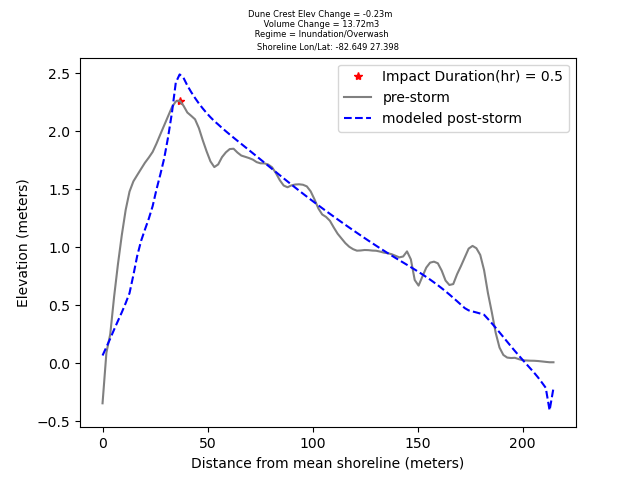 Dune Crest Elev Change = -0.23m
Volume Change = 13.72m3
Regime = Inundation/Overwash
Shoreline Lon/Lat: -82.649 27.398
Impact Duration(hr) = 0.5
pre-storm
modeled post-storm
Elevation (meters)
2.5
2.0
1.5
1.0
0.5
0.0
−0.5
0 50 100 150 200
Distance from mean shoreline (meters)